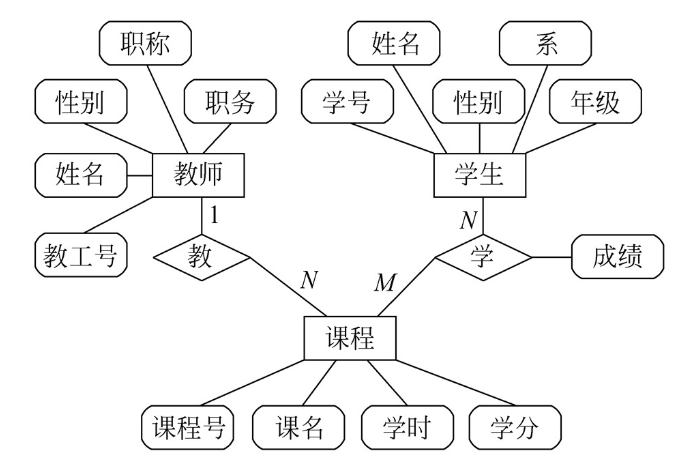 职称
姓名
系
性别
职务
学号
性别
年级
姓名
教师
学生
1
N
教工号
教
学
成绩
N
M
课程
课程号
课名
学时
学分